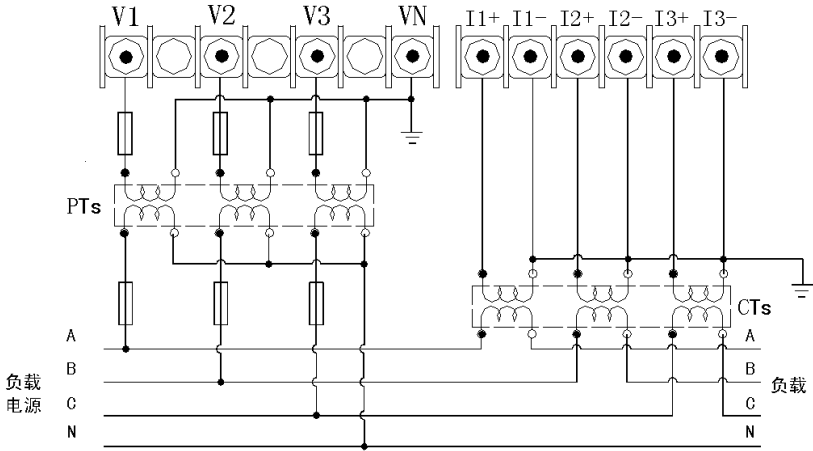 V1 V2 V3 VN I1+ I1- I2+ I2- I3+ I3-
PTs
CTs
A A
B B
负载 负载
电源 C C
N N